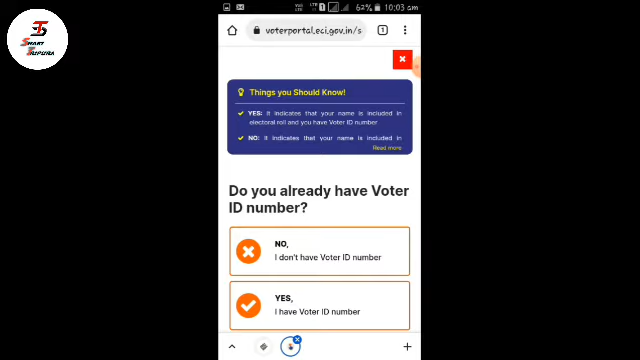 62% 10:03 am
voterportal.eci.gov.in/s
1
SMART
TRIPURA
Things you Should Know!
YES: It indicates that your name is included in
electoral roll and you have Voter ID number
NO: It indicates that your name is included in
Read more
Do you already have Voter
ID number?
NO,
I don't have Voter ID number
YES,
I have Voter ID number